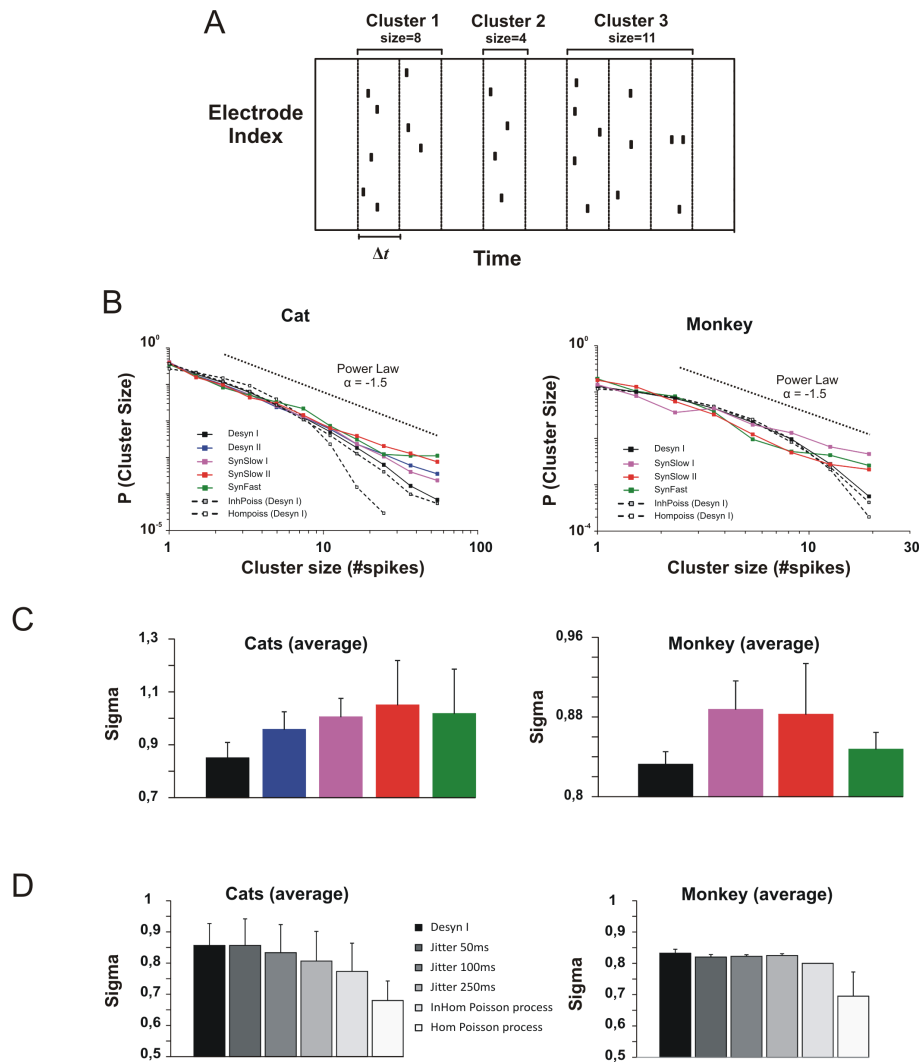 A
Cluster 1
size=8
Cluster 2
size=4
Cluster 3
size=11
Electrode
Index
Δt
Time
B
Cat
P (Cluster Size)
10⁰
10⁻⁵
Power Law
α = -1.5
Desyn I
Desyn II
SynSlow I
SynSlow II
SynFast
InhPoiss (Desyn I)
Hompoiss (Desyn I)
1
10
100
Cluster size (#spikes)
Monkey
P (Cluster Size)
10⁰
10⁻⁴
Power Law
α = -1.5
Desyn I
SynSlow I
SynSlow II
SynFast
InhPoiss (Desyn I)
Hompoiss (Desyn I)
1
10
30
Cluster size (#spikes)
C
Cats (average)
Sigma
1,3
1,1
0,9
0,7
Monkey (average)
Sigma
0,96
0,88
0,8
D
Cats (average)
Sigma
1
0,9
0,8
0,7
0,6
0,5
Desyn I
Jitter 50ms
Jitter 100ms
Jitter 250ms
InHom Poisson process
Hom Poisson process
Monkey (average)
Sigma
1
0,9
0,8
0,7
0,6
0,5